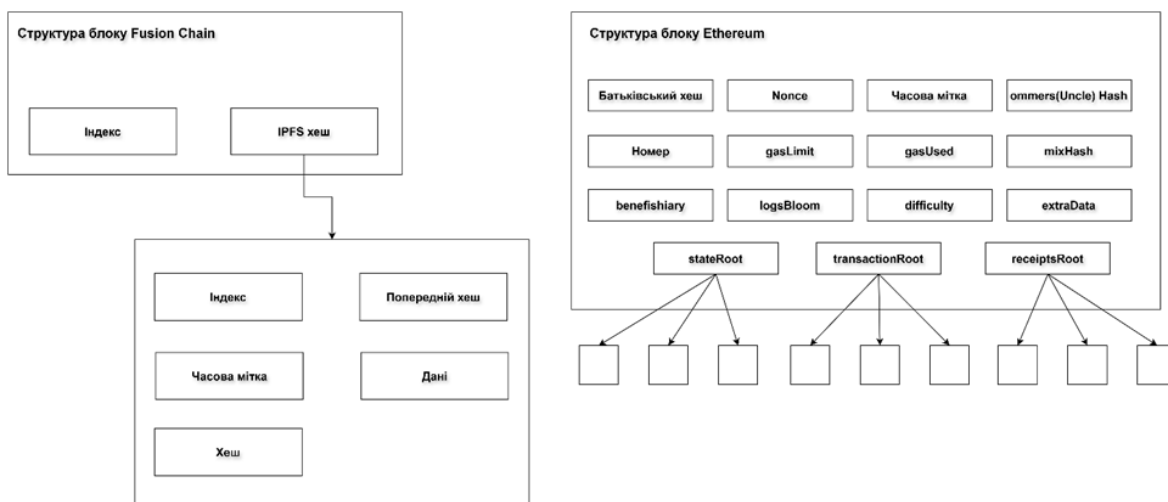 Структура блоку Fusion Chain
Індекс
IPFS хеш
Індекс
Попередній хеш
Часова мітка
Дані
Хеш
Структура блоку Ethereum
Батьківський хеш
Nonce
Часова мітка
ommers(Uncle) Hash
Номер
gasLimit
gasUsed
mixHash
benefishiary
logsBloom
difficulty
extraData
stateRoot
transactionRoot
receiptsRoot